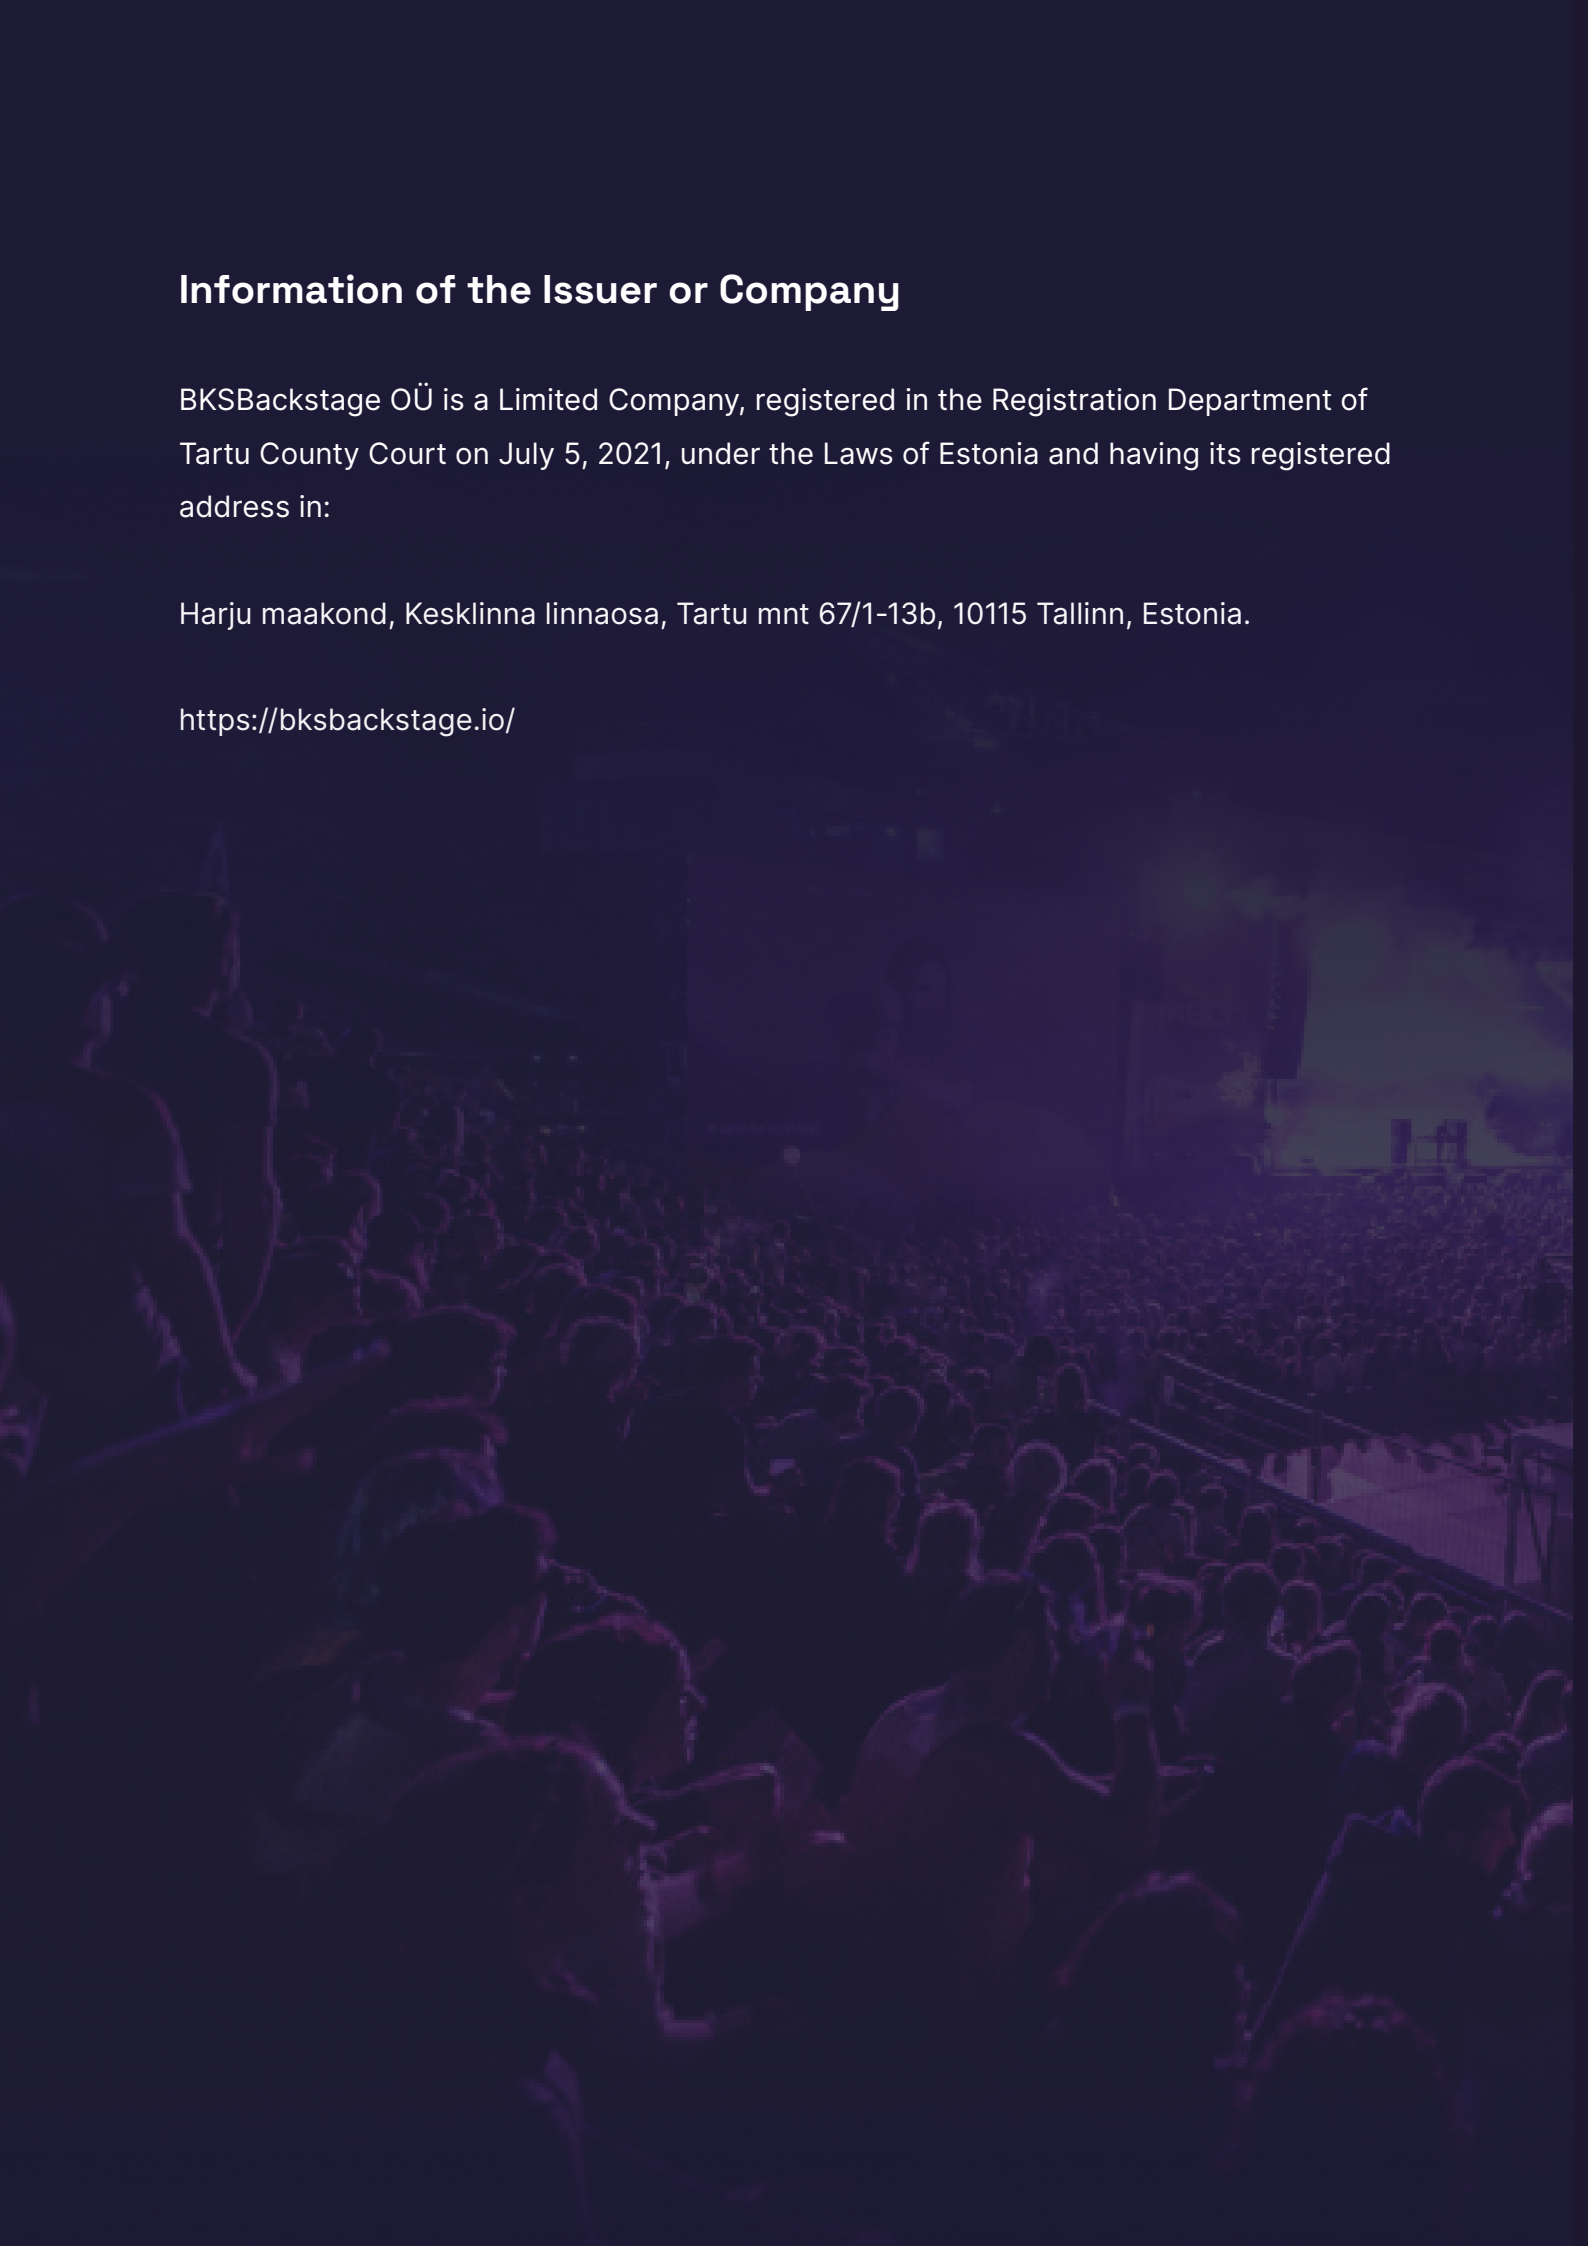 Information of the Issuer or Company
BKSBackstage OÜ is a Limited Company, registered in the Registration Department of
Tartu County Court on July 5, 2021, under the Laws of Estonia and having its registered
address in:
Harju maakond, Kesklinna linnaosa, Tartu mnt 67/1-13b, 10115 Tallinn, Estonia.
https://bksbackstage.io/